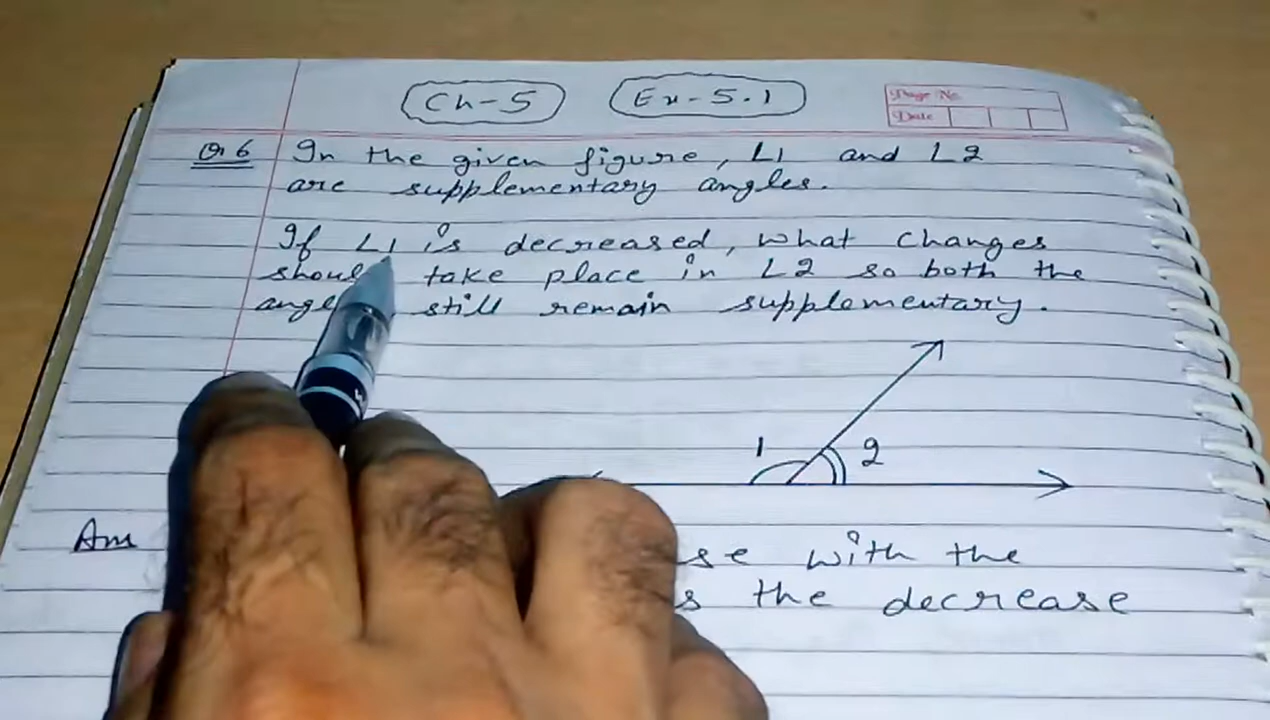 Ch-5 Ex-5.1
Page No.
Date
Q.6 In the given figure, ∠1 and ∠2
are supplementary angles.
If ∠1 is decreased, what changes
should take place in ∠2 so both the
angle still remain supplementary.
1 2
Ans with the
the decrease